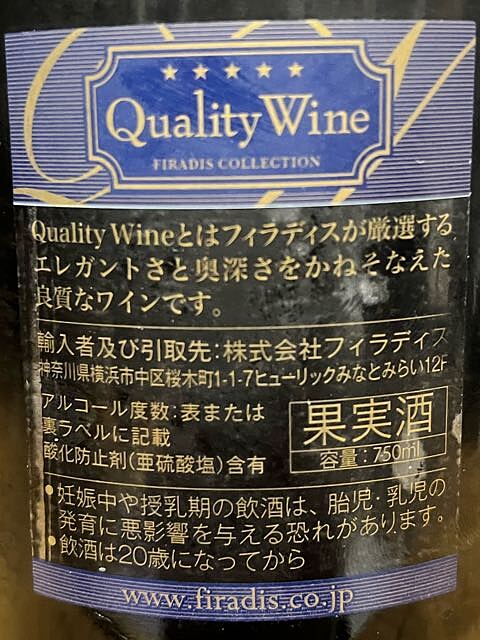 ★★★★★
Quality Wine
FIRADIS COLLECTION
Quality Wineとはフィラディスが厳選する
エレガントさと奥深さをかねそなえた
良質なワインです。
輸入者及び引取先:株式会社フィラディス
神奈川県横浜市中区桜木町1-1-7ヒューリックみなとみらい12F
アルコール度数:表または
裏ラベルに記載
酸化防止剤(亜硫酸塩)含有
果実酒
容量:750ml
•妊娠中や授乳期の飲酒は、胎児・乳児の
発育に悪影響を与える恐れがあります。
•飲酒は20歳になってから
www.firadis.co.jp